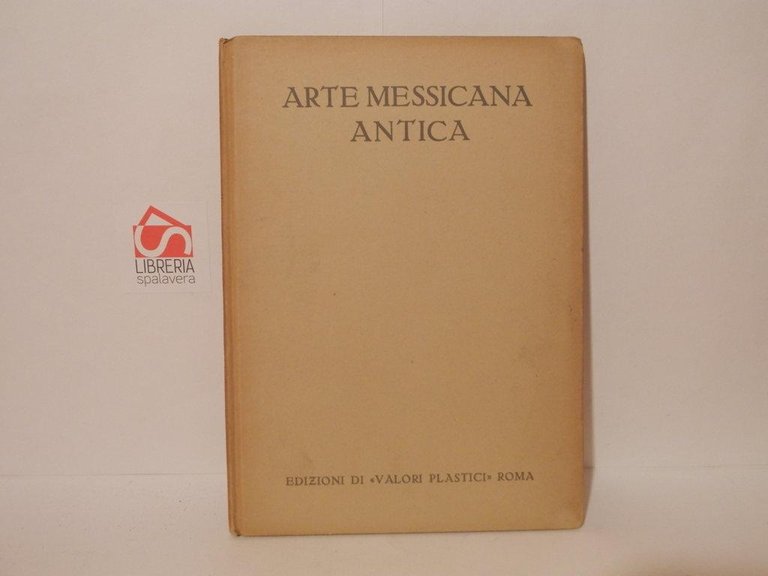 ARTE MESSICANA
ANTICA
LIBRERIA
spalavera
EDIZIONI DI «VALORI PLASTICI» ROMA